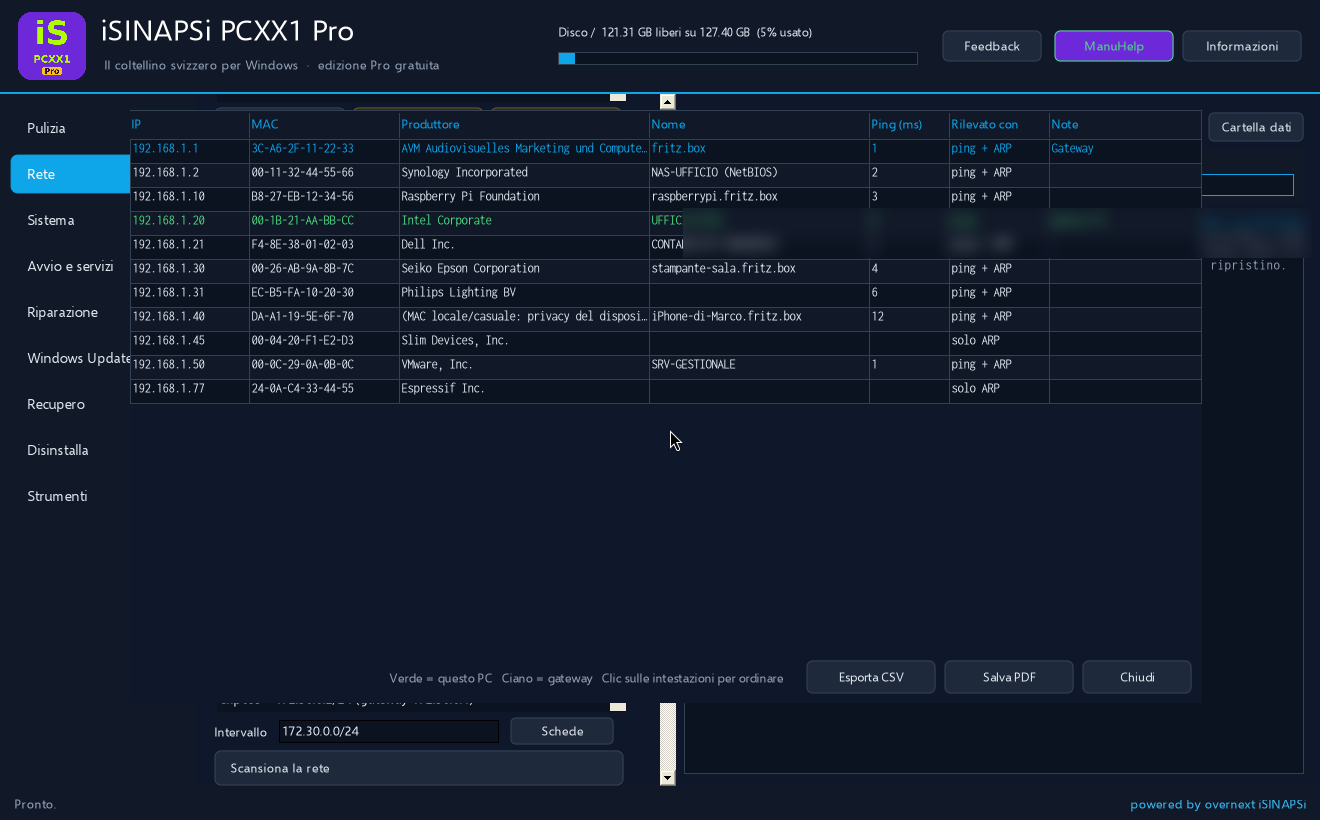 iS
PCXX1
Pro
iSINAPSi PCXX1 Pro
Il coltellino svizzero per Windows · edizione Pro gratuita
Disco / 121.31 GB liberi su 127.40 GB (5% usato)
Feedback
ManuHelp
Informazioni
Pulizia
Rete
Sistema
Avvio e servizi
Riparazione
Windows Update
Recupero
Disinstalla
Strumenti
Cartella dati
IP MAC Produttore Nome Ping (ms) Rilevato con Note
192.168.1.1 3C-A6-2F-11-22-33 AVM Audiovisuelles Marketing und Compute… fritz.box 1 ping + ARP Gateway
192.168.1.2 00-11-32-44-55-66 Synology Incorporated NAS-UFFICIO (NetBIOS) 2 ping + ARP
192.168.1.10 B8-27-EB-12-34-56 Raspberry Pi Foundation raspberrypi.fritz.box 3 ping + ARP
192.168.1.20 00-1B-21-AA-BB-CC Intel Corporate UFFIC
192.168.1.21 F4-8E-38-01-02-03 Dell Inc. CONTA
192.168.1.30 00-26-AB-9A-8B-7C Seiko Epson Corporation stampante-sala.fritz.box 4 ping + ARP
192.168.1.31 EC-B5-FA-10-20-30 Philips Lighting BV 6 ping + ARP
192.168.1.40 DA-A1-19-5E-6F-70 (MAC locale/casuale: privacy del disposi… iPhone-di-Marco.fritz.box 12 ping + ARP
192.168.1.45 00-04-20-F1-E2-D3 Slim Devices, Inc. solo ARP
192.168.1.50 00-0C-29-0A-0B-0C VMware, Inc. SRV-GESTIONALE 1 ping + ARP
192.168.1.77 24-0A-C4-33-44-55 Espressif Inc. solo ARP
ripristino.
Verde = questo PC Ciano = gateway Clic sulle intestazioni per ordinare
Esporta CSV
Salva PDF
Chiudi
Intervallo 172.30.0.0/24
Schede
Scansiona la rete
Pronto.
powered by overnext iSINAPSi